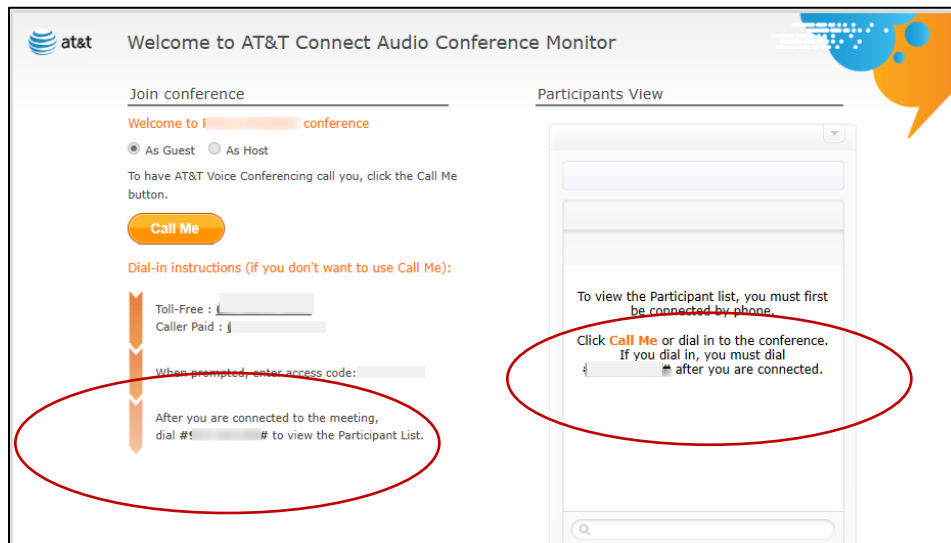 at&t
Welcome to AT&T Connect Audio Conference Monitor
Join conference
Welcome to conference
As Guest As Host
To have AT&T Voice Conferencing call you, click the Call Me
button.
Call Me
Dial-in instructions (if you don't want to use Call Me):
Toll-Free :
Caller Paid :
When prompted, enter access code:
After you are connected to the meeting,
dial # # to view the Participant List.
Participants View
To view the Participant list, you must first
be connected by phone.
Click Call Me or dial in to the conference.
If you dial in, you must dial
# after you are connected.